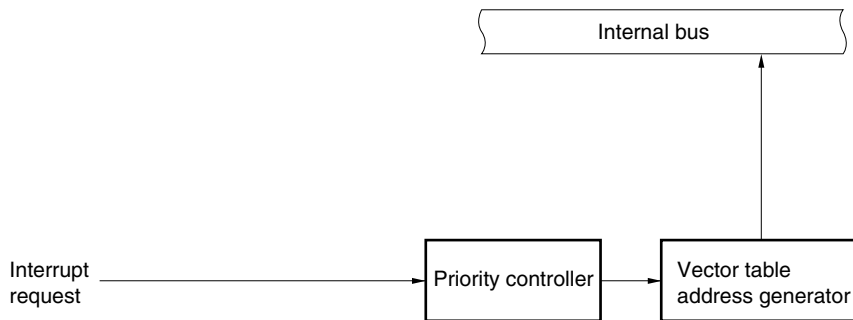 Internal bus
Interrupt
request
Priority controller
Vector table
address generator